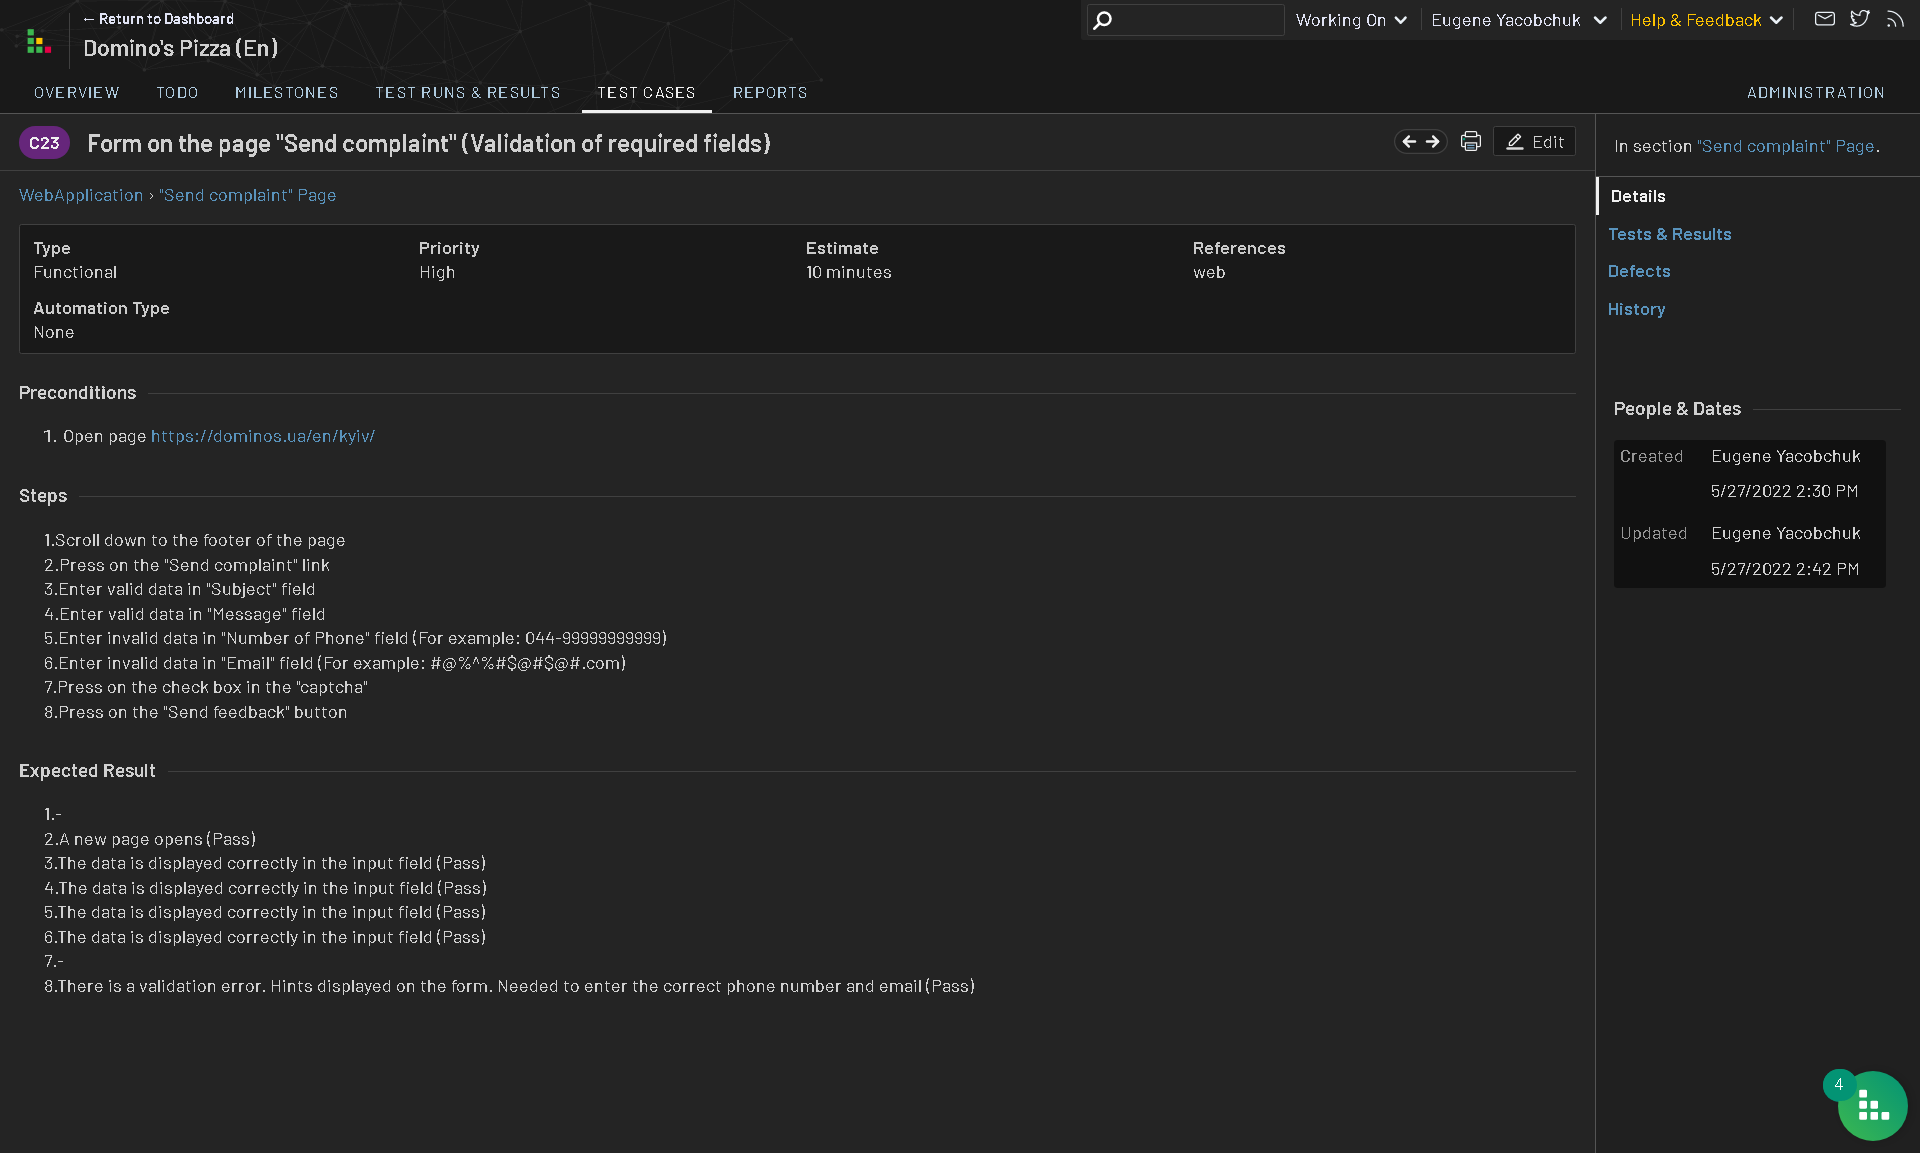 ← Return to Dashboard
Domino's Pizza (En)
Working On
Eugene Yacobchuk
Help & Feedback
OVERVIEW TODO MILESTONES TEST RUNS & RESULTS TEST CASES REPORTS ADMINISTRATION
C23 Form on the page "Send complaint" (Validation of required fields)
Edit
WebApplication › "Send complaint" Page
Type Priority Estimate References
Functional High 10 minutes web
Automation Type
None
Preconditions
1. Open page https://dominos.ua/en/kyiv/
Steps
1.Scroll down to the footer of the page
2.Press on the "Send complaint" link
3.Enter valid data in "Subject" field
4.Enter valid data in "Message" field
5.Enter invalid data in "Number of Phone" field (For example: 044-99999999999)
6.Enter invalid data in "Email" field (For example: #@%^%#$@#$@#.com)
7.Press on the check box in the "captcha"
8.Press on the "Send feedback" button
Expected Result
1.-
2.A new page opens (Pass)
3.The data is displayed correctly in the input field (Pass)
4.The data is displayed correctly in the input field (Pass)
5.The data is displayed correctly in the input field (Pass)
6.The data is displayed correctly in the input field (Pass)
7.-
8.There is a validation error. Hints displayed on the form. Needed to enter the correct phone number and email (Pass)
In section "Send complaint" Page.
Details
Tests & Results
Defects
History
People & Dates
Created Eugene Yacobchuk
5/27/2022 2:30 PM
Updated Eugene Yacobchuk
5/27/2022 2:42 PM
4